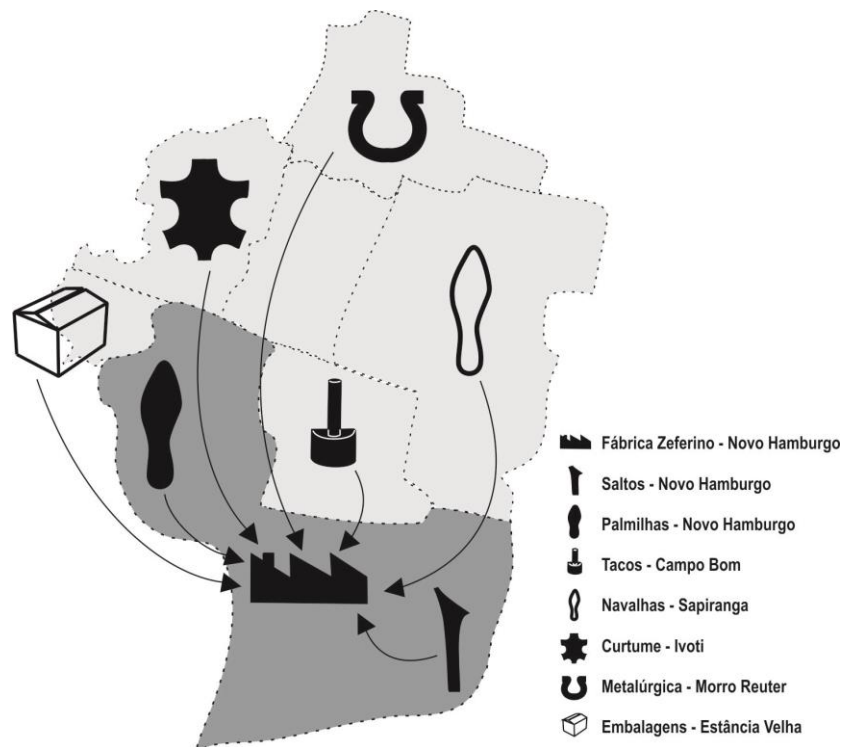 Fábrica Zeferino - Novo Hamburgo
Saltos - Novo Hamburgo
Palmilhas - Novo Hamburgo
Tacos - Campo Bom
Navalhas - Sapiranga
Curtume - Ivoti
Metalúrgica - Morro Reuter
Embalagens - Estância Velha